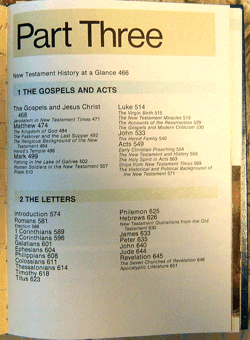 Part Three
New Testament History at a Glance 466
1 THE GOSPELS AND ACTS
The Gospels and Jesus Christ
468
Jerusalem in New Testament Times 471
Matthew 474
The Kingdom of God 484
The Passover and the Last Supper 492
The Religious Background of the New
Testament 494
Herod's Temple 496
Mark 499
Fishing in the Lake of Galilee 502
Roman Soldiers in the New Testament 507
Pilate 510
Luke 514
The Virgin Birth 515
The New Testament Miracles 519
The Accounts of the Resurrection 529
The Gospels and Modern Criticism 530
John 533
The Herod Family 540
Acts 549
Early Christian Preaching 554
The New Testament and History 559
The Holy Spirit in Acts 563
Ships from New Testament Times 569
The Historical and Political Background of
the New Testament 571
2 THE LETTERS
Introduction 574
Romans 581
Election 586
1 Corinthians 589
2 Corinthians 596
Galatians 601
Ephesians 604
Philippians 608
Colossians 611
Thessalonians 614
Timothy 618
Titus 623
Philemon 625
Hebrews 626
New Testament Quotations from the Old
Testament 630
James 633
Peter 635
John 640
Jude 644
Revelation 645
The Seven Churches of Revelation 646
Apocalyptic Literature 651